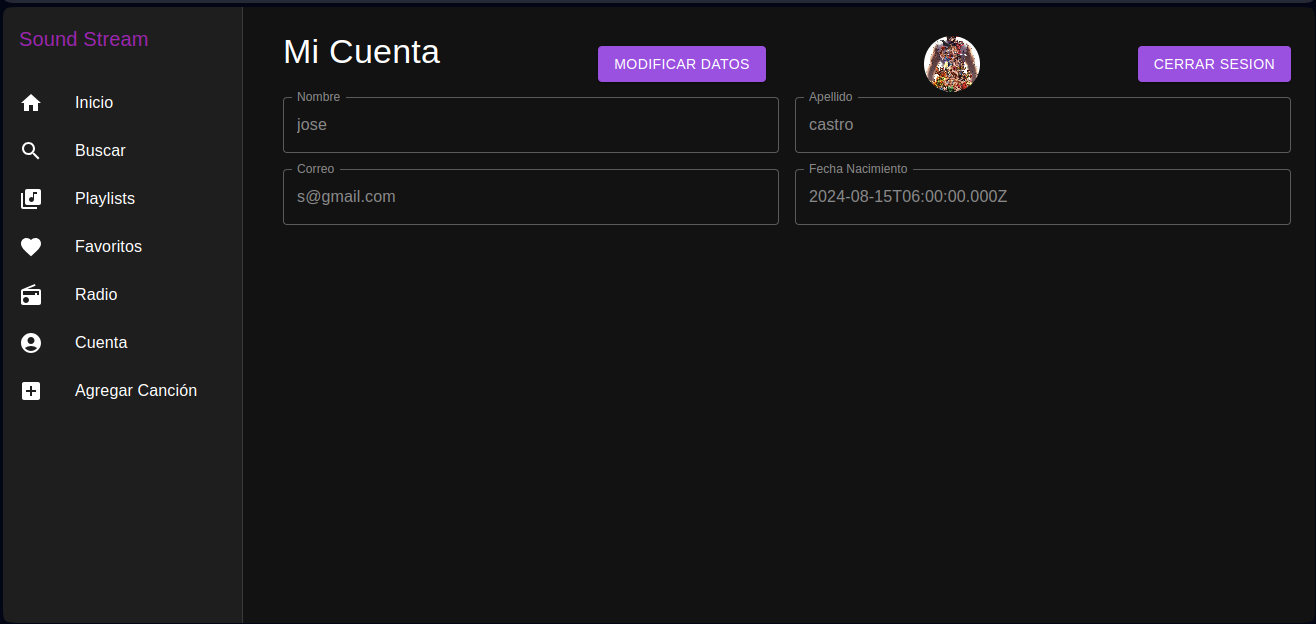 Sound Stream
Inicio
Buscar
Playlists
Favoritos
Radio
Cuenta
Agregar Canción
Mi Cuenta
MODIFICAR DATOS
CERRAR SESION
Nombre
jose
Apellido
castro
Correo
s@gmail.com
Fecha Nacimiento
2024-08-15T06:00:00.000Z